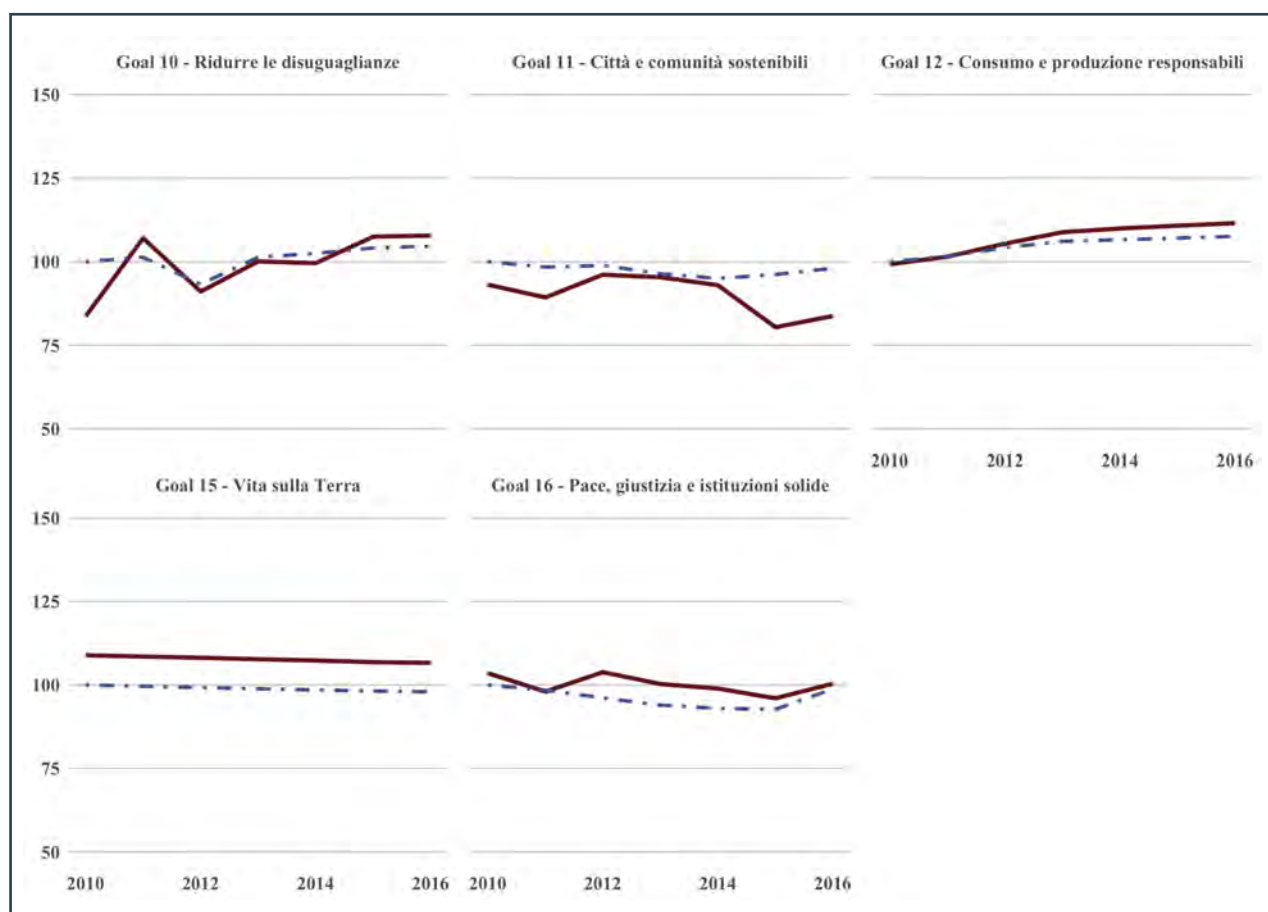 Goal 10 - Ridurre le disuguaglianze
Goal 11 - Città e comunità sostenibili
Goal 12 - Consumo e produzione responsabili
150
125
100
75
50
2010 2012 2014 2016
Goal 15 - Vita sulla Terra
Goal 16 - Pace, giustizia e istituzioni solide
150
125
100
75
50
2010 2012 2014 2016
2010 2012 2014 2016